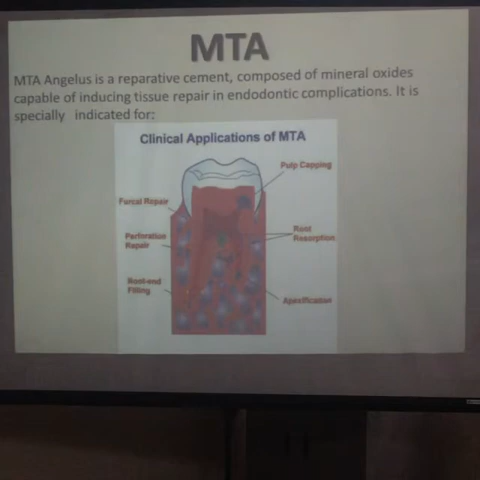 MTA
MTA Angelus is a reparative cement, composed of mineral oxides
capable of inducing tissue repair in endodontic complications. It is
specially indicated for:
Clinical Applications of MTA
Pulp Capping
Furcal Repair
Perforation
Repair
Root
Resorption
Root-end
Filling
Apexification